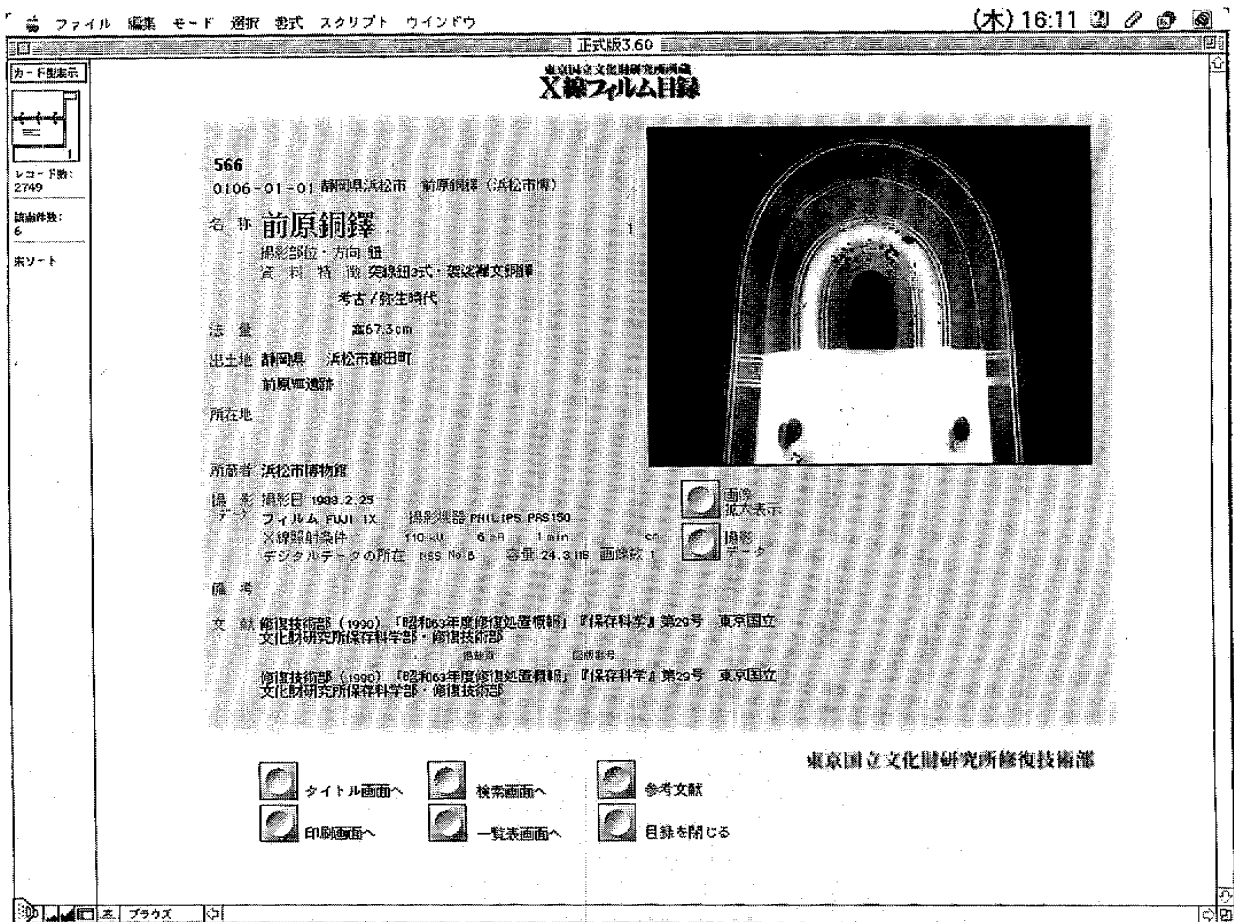 ファイル 編集 モード 選択 書式 スクリプト ウインドウ (木) 16:11
正式版3.60
カード型表示
1
レコード数:
2749
該当件数:
6
未ソート
東京国立文化財研究所所蔵
X線フィルム目録
566
0106-01-01 静岡県浜松市 前原銅鐸 (浜松市博)
名 称 前原銅鐸 1
撮影部位・方向 鈕
資 料 特 徴 突線鈕3式・袈裟襷文銅鐸
考古/弥生時代
法 量 高67.3cm
出土地 静岡県 浜松市都田町
前原Ⅷ遺跡
所在地
所蔵者 浜松市博物館
撮 影 撮影日 1989.2.25
データ フィルム FUJI IX 撮影機器 PHILIPS PRS150
X線照射条件 110 kV 6 mA 1 min. cm
デジタルデータの所在 NSS No 6 容量 24.3 MB 画像数 1
画像
拡大表示
撮影
データ
備 考
文 献 修復技術部 (1990) 「昭和63年度修復処置概報」『保存科学』第29号 東京国立
文化財研究所保存科学部・修復技術部
掲載頁 図版番号
修復技術部 (1990) 「昭和63年度修復処置概報」『保存科学』第29号 東京国立
文化財研究所保存科学部・修復技術部
東京国立文化財研究所修復技術部
タイトル画面へ 検索画面へ 参考文献
印刷画面へ 一覧表画面へ 目録を閉じる
ブラウズ